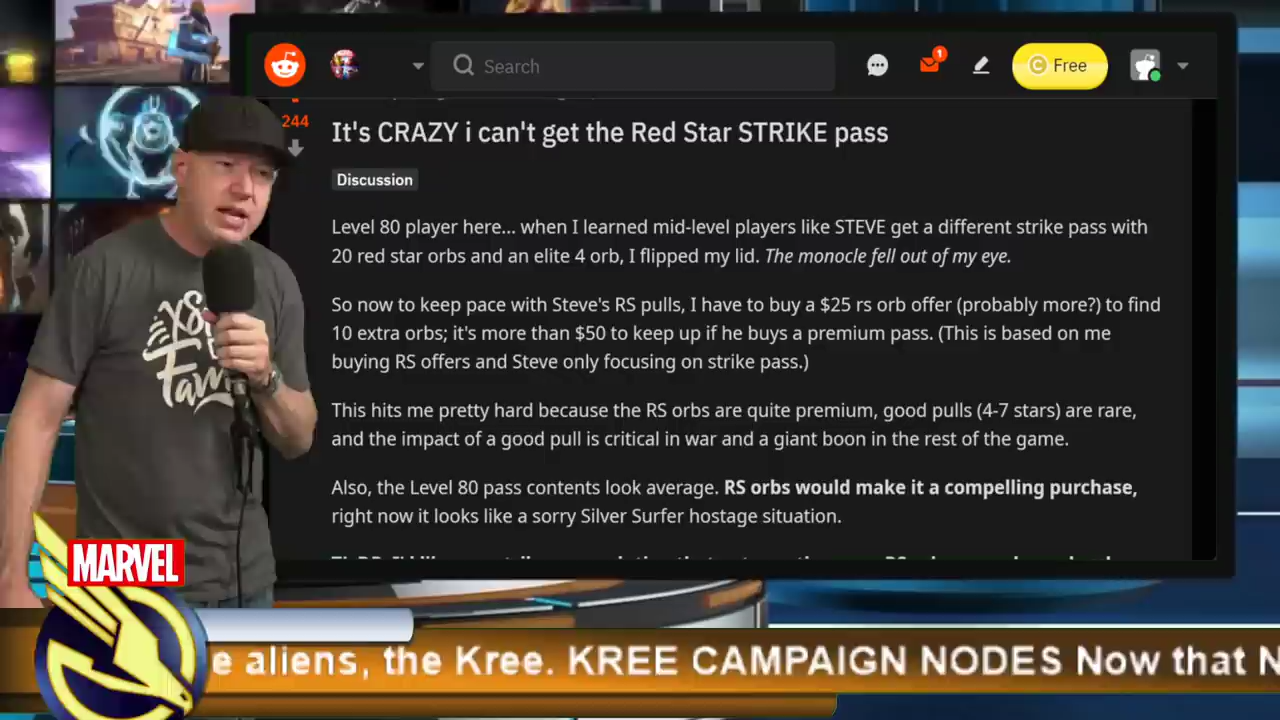 Search
1
Free
244
It's CRAZY i can't get the Red Star STRIKE pass
Discussion
Level 80 player here... when I learned mid-level players like STEVE get a different strike pass with
20 red star orbs and an elite 4 orb, I flipped my lid. The monocle fell out of my eye.
So now to keep pace with Steve's RS pulls, I have to buy a $25 rs orb offer (probably more?) to find
10 extra orbs; it's more than $50 to keep up if he buys a premium pass. (This is based on me
buying RS offers and Steve only focusing on strike pass.)
This hits me pretty hard because the RS orbs are quite premium, good pulls (4-7 stars) are rare,
and the impact of a good pull is critical in war and a giant boon in the rest of the game.
Also, the Level 80 pass contents look average. RS orbs would make it a compelling purchase,
right now it looks like a sorry Silver Surfer hostage situation.
MARVEL
e aliens, the Kree. KREE CAMPAIGN NODES Now that N